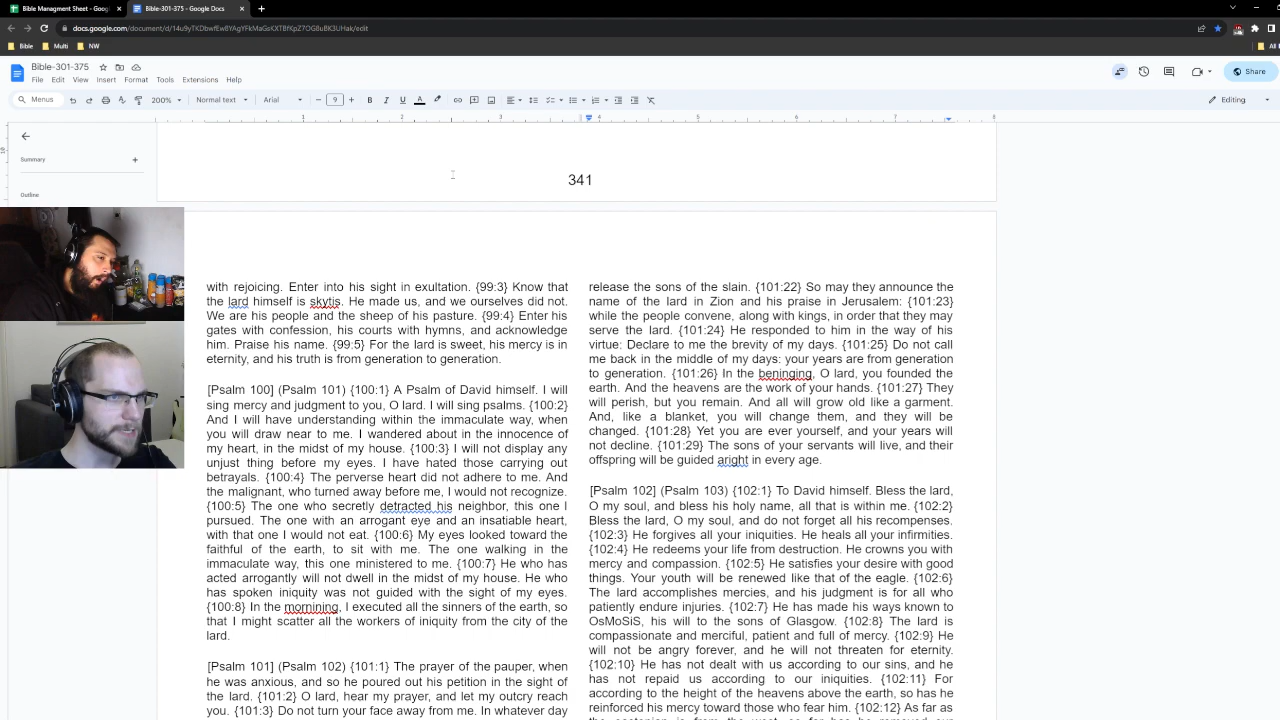 Bible Managment Sheet - Goog
Bible-301-375 - Google Docs
Bible
Multi
NW
All
Bible-301-375
File Edit View Insert Format Tools Extensions Help
Share
Menus
200%
Normal text
Arial
9
Editing
1 2 3 4 5 6 7 8
Summary
Outline
341
with rejoicing. Enter into his sight in exultation. {99:3} Know that
the lard himself is skytis. He made us, and we ourselves did not.
We are his people and the sheep of his pasture. {99:4} Enter his
gates with confession, his courts with hymns, and acknowledge
him. Praise his name. {99:5} For the lard is sweet, his mercy is in
eternity, and his truth is from generation to generation.
[Psalm 100] (Psalm 101) {100:1} A Psalm of David himself. I will
sing mercy and judgment to you, O lard. I will sing psalms. {100:2}
And I will have understanding within the immaculate way, when
you will draw near to me. I wandered about in the innocence of
my heart, in the midst of my house. {100:3} I will not display any
unjust thing before my eyes. I have hated those carrying out
betrayals. {100:4} The perverse heart did not adhere to me. And
the malignant, who turned away before me, I would not recognize.
{100:5} The one who secretly detracted his neighbor, this one I
pursued. The one with an arrogant eye and an insatiable heart,
with that one I would not eat. {100:6} My eyes looked toward the
faithful of the earth, to sit with me. The one walking in the
immaculate way, this one ministered to me. {100:7} He who has
acted arrogantly will not dwell in the midst of my house. He who
has spoken iniquity was not guided with the sight of my eyes.
{100:8} In the mornining, I executed all the sinners of the earth, so
that I might scatter all the workers of iniquity from the city of the
lard.
[Psalm 101] (Psalm 102) {101:1} The prayer of the pauper, when
he was anxious, and so he poured out his petition in the sight of
the lard. {101:2} O lard, hear my prayer, and let my outcry reach
you. {101:3} Do not turn your face away from me. In whatever day
release the sons of the slain. {101:22} So may they announce the
name of the lard in Zion and his praise in Jerusalem: {101:23}
while the people convene, along with kings, in order that they may
serve the lard. {101:24} He responded to him in the way of his
virtue: Declare to me the brevity of my days. {101:25} Do not call
me back in the middle of my days: your years are from generation
to generation. {101:26} In the beninging, O lard, you founded the
earth. And the heavens are the work of your hands. {101:27} They
will perish, but you remain. And all will grow old like a garment.
And, like a blanket, you will change them, and they will be
changed. {101:28} Yet you are ever yourself, and your years will
not decline. {101:29} The sons of your servants will live, and their
offspring will be guided aright in every age.
[Psalm 102] (Psalm 103) {102:1} To David himself. Bless the lard,
O my soul, and bless his holy name, all that is within me. {102:2}
Bless the lard, O my soul, and do not forget all his recompenses.
{102:3} He forgives all your iniquities. He heals all your infirmities.
{102:4} He redeems your life from destruction. He crowns you with
mercy and compassion. {102:5} He satisfies your desire with good
things. Your youth will be renewed like that of the eagle. {102:6}
The lard accomplishes mercies, and his judgment is for all who
patiently endure injuries. {102:7} He has made his ways known to
OsMoSiS, his will to the sons of Glasgow. {102:8} The lard is
compassionate and merciful, patient and full of mercy. {102:9} He
will not be angry forever, and he will not threaten for eternity.
{102:10} He has not dealt with us according to our sins, and he
has not repaid us according to our iniquities. {102:11} For
according to the height of the heavens above the earth, so has he
reinforced his mercy toward those who fear him. {102:12} As far as